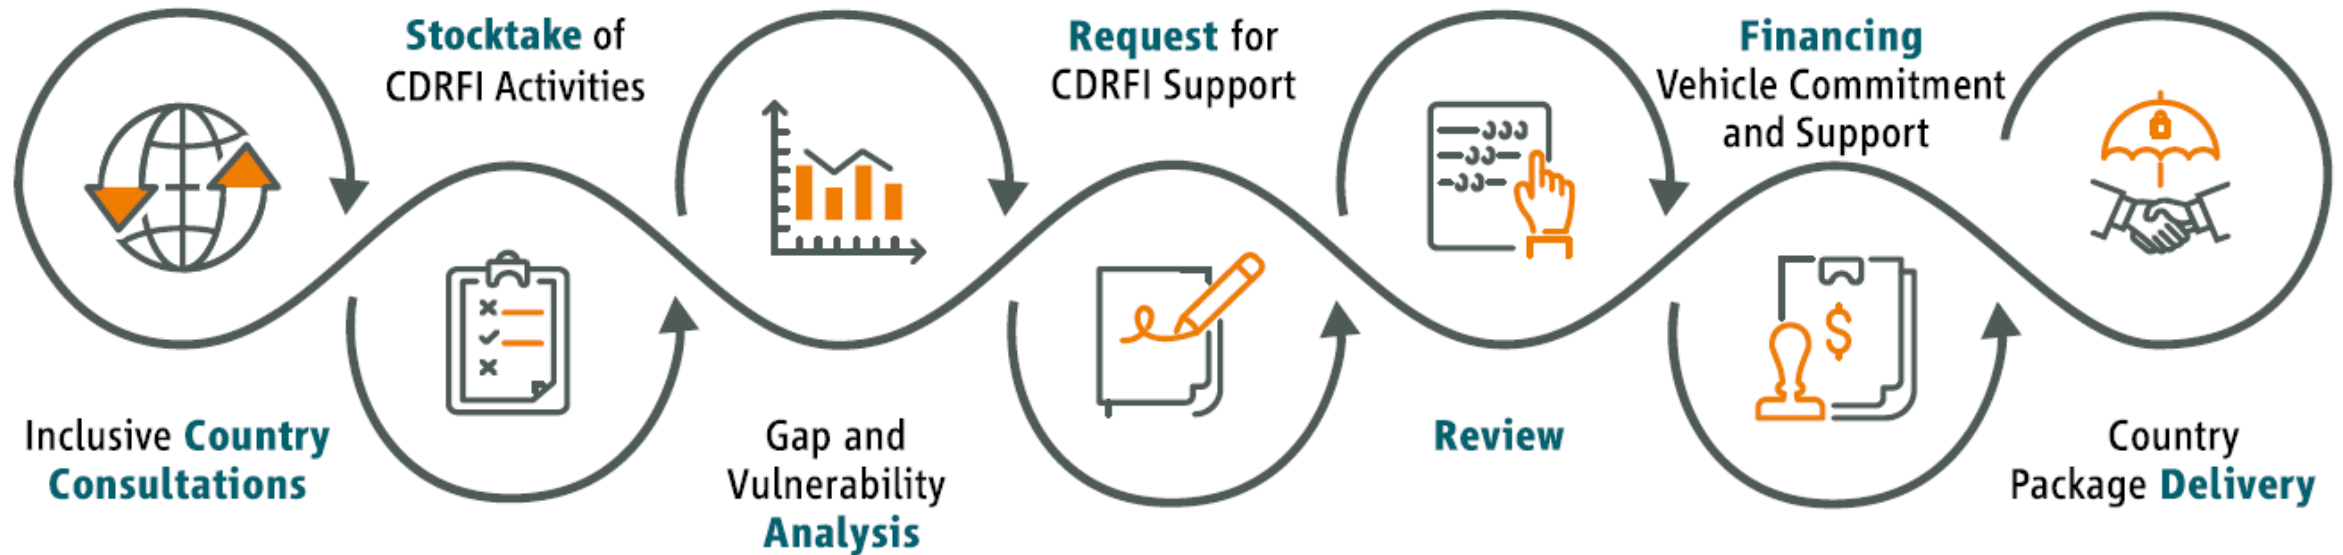 Inclusive Country
Consultations
Stocktake of
CDRFI Activities
Gap and
Vulnerability
Analysis
Request for
CDRFI Support
Review
Financing
Vehicle Commitment
and Support
Country
Package Delivery